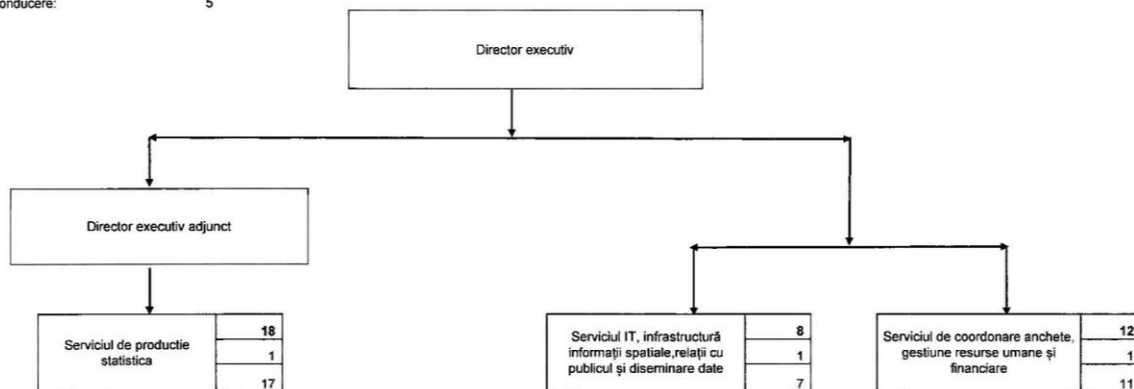 5
Director executiv
Director executiv adjunct
Serviciul de productie
statistica
18
1
17
Serviciul IT, infrastructură
informații spatiale,relații cu
publicul și diseminare date
8
1
7
Serviciul de coordonare anchete,
gestiune resurse umane și
financiare
12
1
11